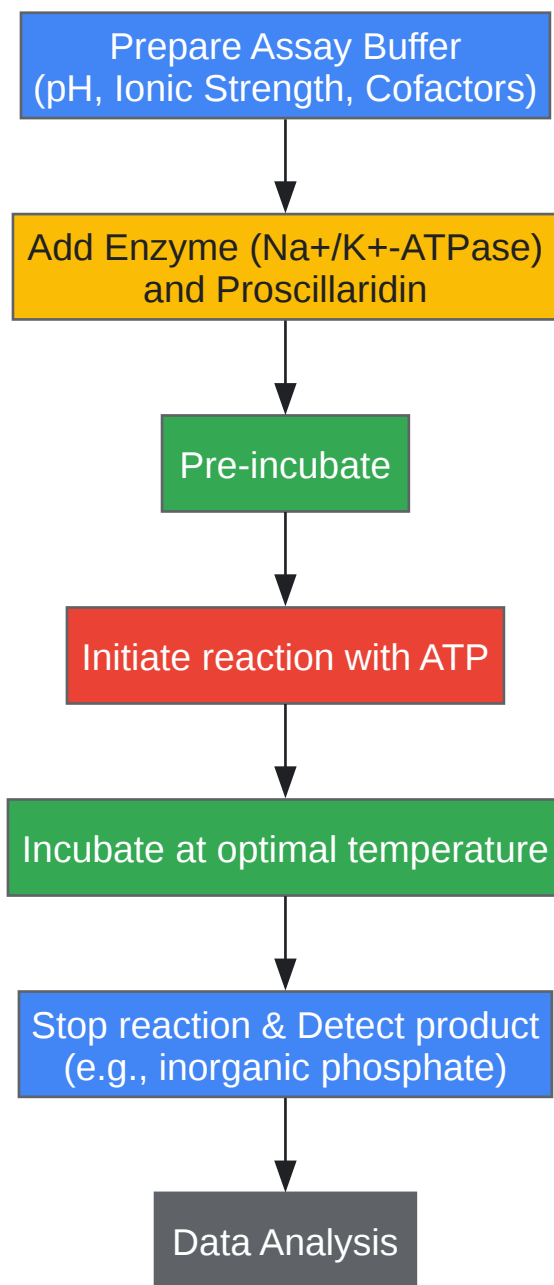 Prepare Assay Buffer
(pH, Ionic Strength, Cofactors)
Add Enzyme (Na+/K+-ATPase)
and Proscillaridin
Pre-incubate
Initiate reaction with ATP
Incubate at optimal temperature
Stop reaction & Detect product
(e.g., inorganic phosphate)
Data Analysis